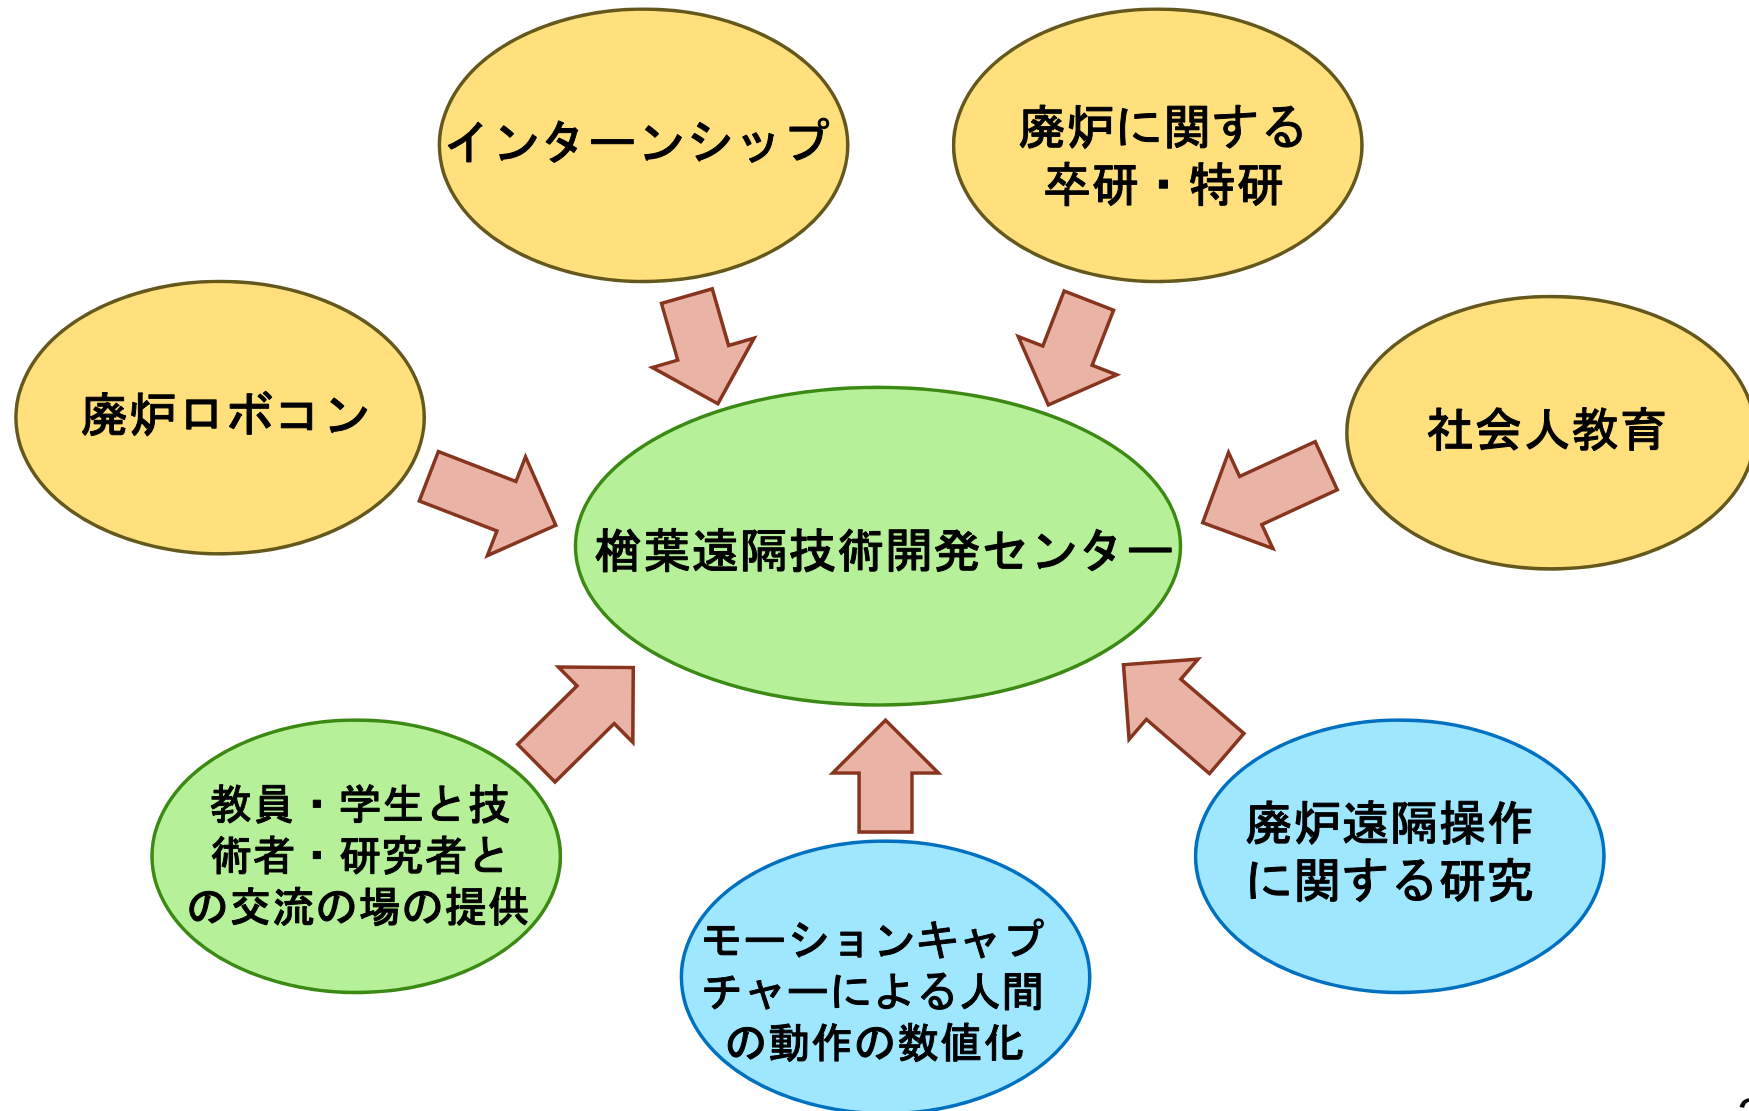 インターンシップ
廃炉に関する
卒研・特研
廃炉ロボコン
社会人教育
楢葉遠隔技術開発センター
教員・学生と技
術者・研究者と
の交流の場の提供
モーションキャプ
チャーによる人間
の動作の数値化
廃炉遠隔操作
に関する研究